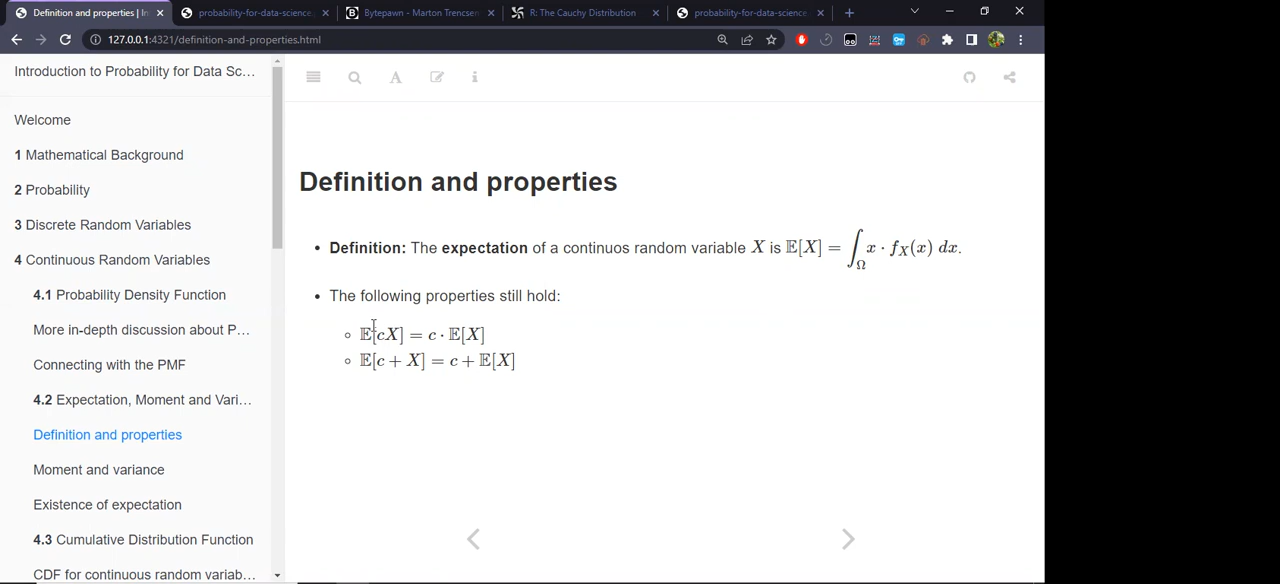 Definition and properties | In
probability-for-data-science.
Bytepawn - Marton Trencser
R: The Cauchy Distribution
probability-for-data-science.
127.0.0.1:4321/definition-and-properties.html
Introduction to Probability for Data Sc...
Welcome
1 Mathematical Background
2 Probability
3 Discrete Random Variables
4 Continuous Random Variables
4.1 Probability Density Function
More in-depth discussion about P...
Connecting with the PMF
4.2 Expectation, Moment and Vari...
Definition and properties
Moment and variance
Existence of expectation
4.3 Cumulative Distribution Function
CDF for continuous random variab...
Definition and properties
• Definition: The expectation of a continuos random variable X is 𝔼[X] = ∫_Ω x · f_X(x) dx.
• The following properties still hold:
◦ 𝔼[cX] = c · 𝔼[X]
◦ 𝔼[c + X] = c + 𝔼[X]